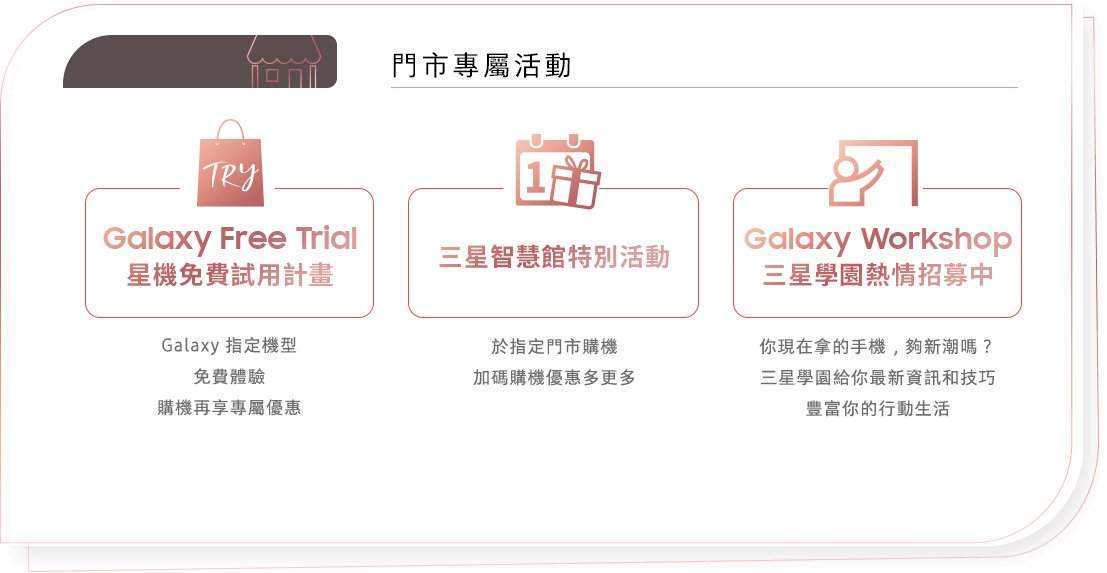 門市專屬活動
TRY
Galaxy Free Trial
星機免費試用計畫
Galaxy 指定機型
免費體驗
購機再享專屬優惠
1
三星智慧館特別活動
於指定門市購機
加碼購機優惠多更多
Galaxy Workshop
三星學園熱情招募中
你現在拿的手機，夠新潮嗎？
三星學園給你最新資訊和技巧
豐富你的行動生活